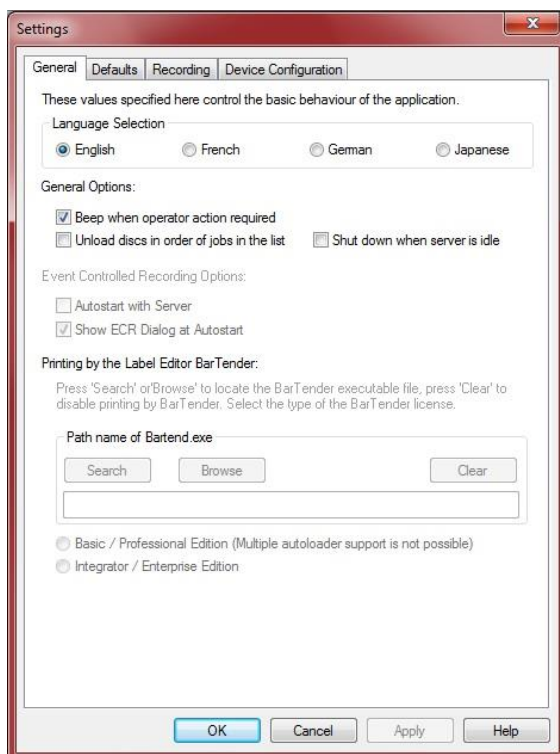 Settings
General Defaults Recording Device Configuration
These values specified here control the basic behaviour of the application.
Language Selection
English French German Japanese
General Options:
Beep when operator action required
Unload discs in order of jobs in the list Shut down when server is idle
Event Controlled Recording Options:
Autostart with Server
Show ECR Dialog at Autostart
Printing by the Label Editor BarTender:
Press 'Search' or'Browse' to locate the BarTender executable file, press 'Clear' to
disable printing by BarTender. Select the type of the BarTender license.
Path name of Bartend.exe
Search Browse Clear
Basic / Professional Edition (Multiple autoloader support is not possible)
Integrator / Enterprise Edition
OK Cancel Apply Help